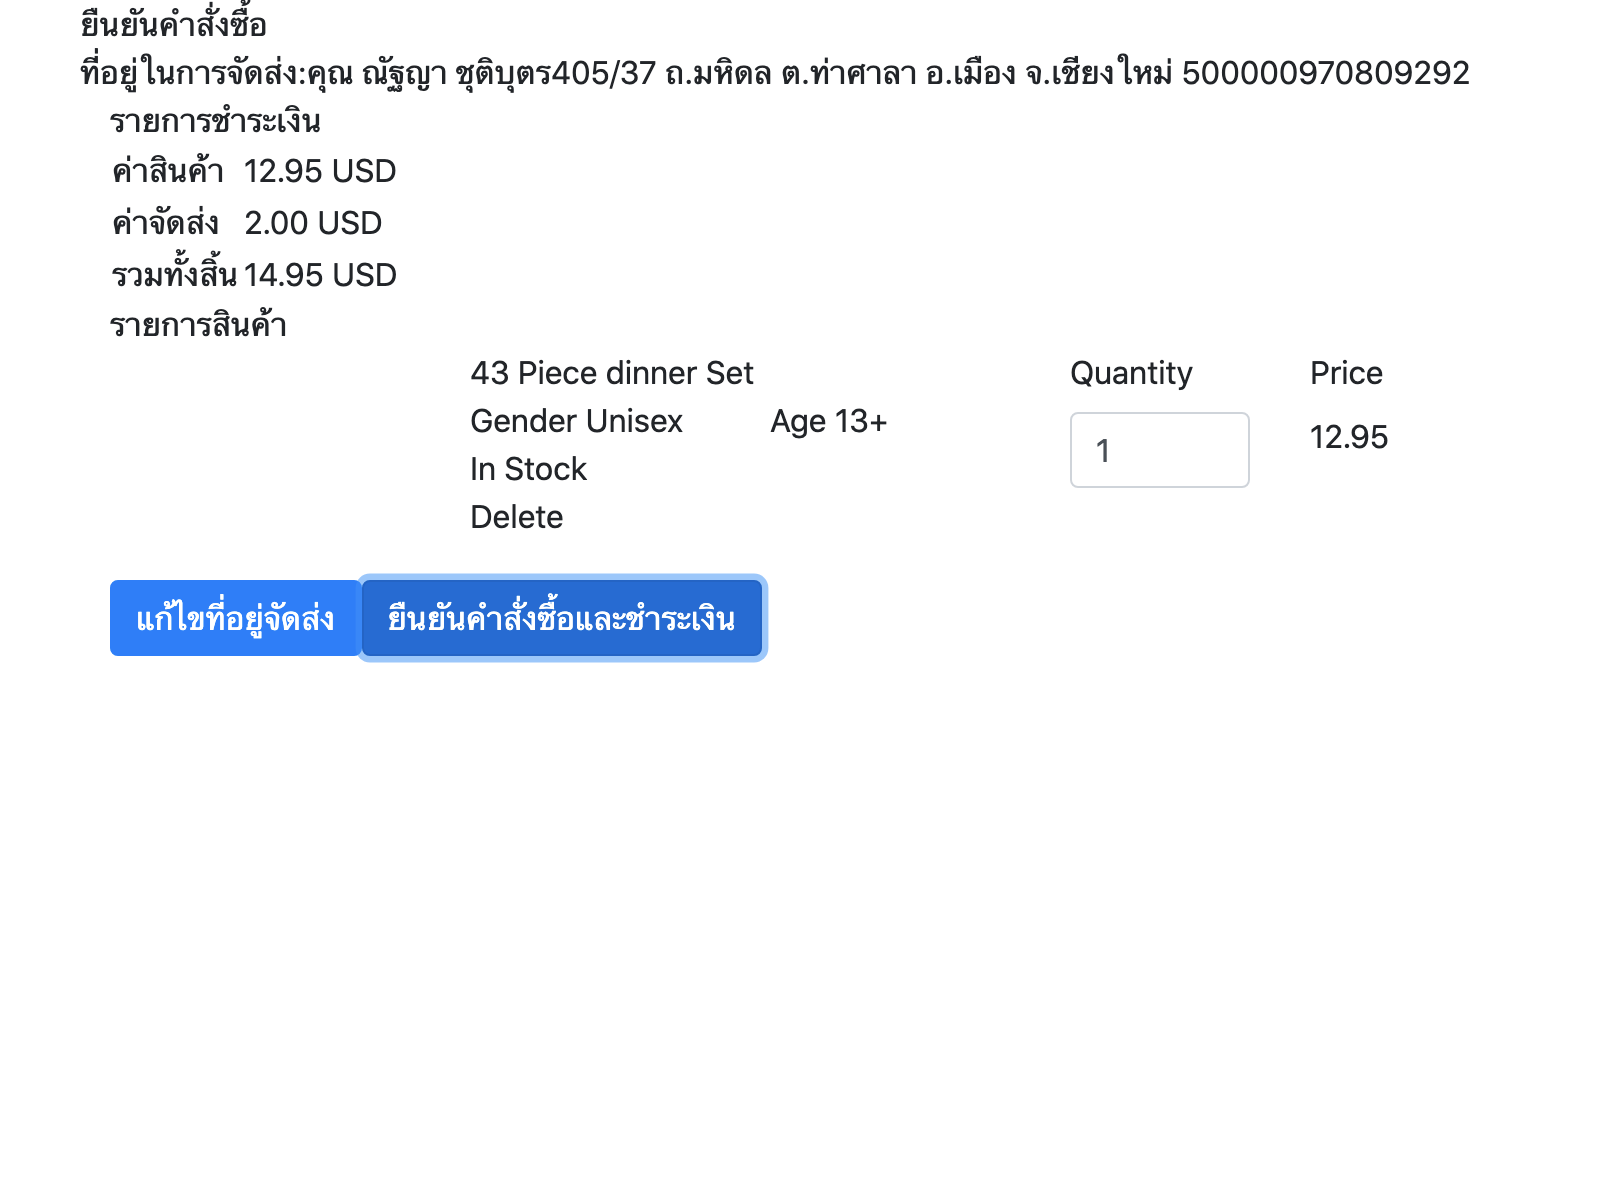 ยืนยันคำสั่งซื้อ
ที่อยู่ในการจัดส่ง:คุณ ณัฐญา ชุติบุตร405/37 ถ.มหิดล ต.ท่าศาลา อ.เมือง จ.เชียงใหม่ 500000970809292
รายการชำระเงิน
ค่าสินค้า 12.95 USD
ค่าจัดส่ง 2.00 USD
รวมทั้งสิ้น 14.95 USD
รายการสินค้า
43 Piece dinner Set Quantity Price
Gender Unisex Age 13+ 1 12.95
In Stock
Delete
แก้ไขที่อยู่จัดส่ง ยืนยันคำสั่งซื้อและชำระเงิน